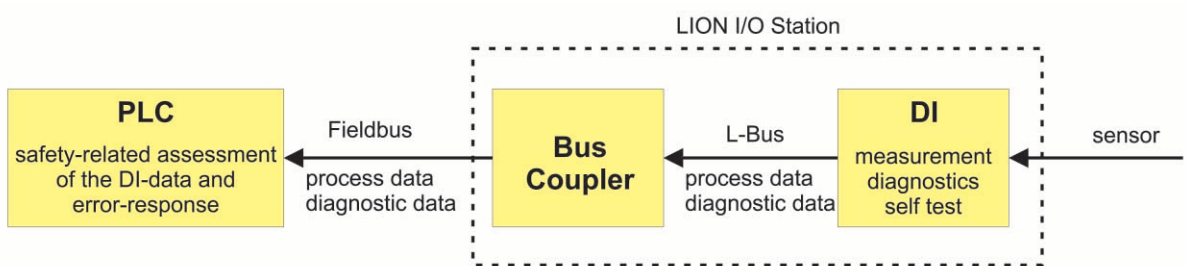 LION I/O Station
PLC
safety-related assessment
of the DI-data and
error-response
Fieldbus
process data
diagnostic data
Bus
Coupler
L-Bus
process data
diagnostic data
DI
measurement
diagnostics
self test
sensor